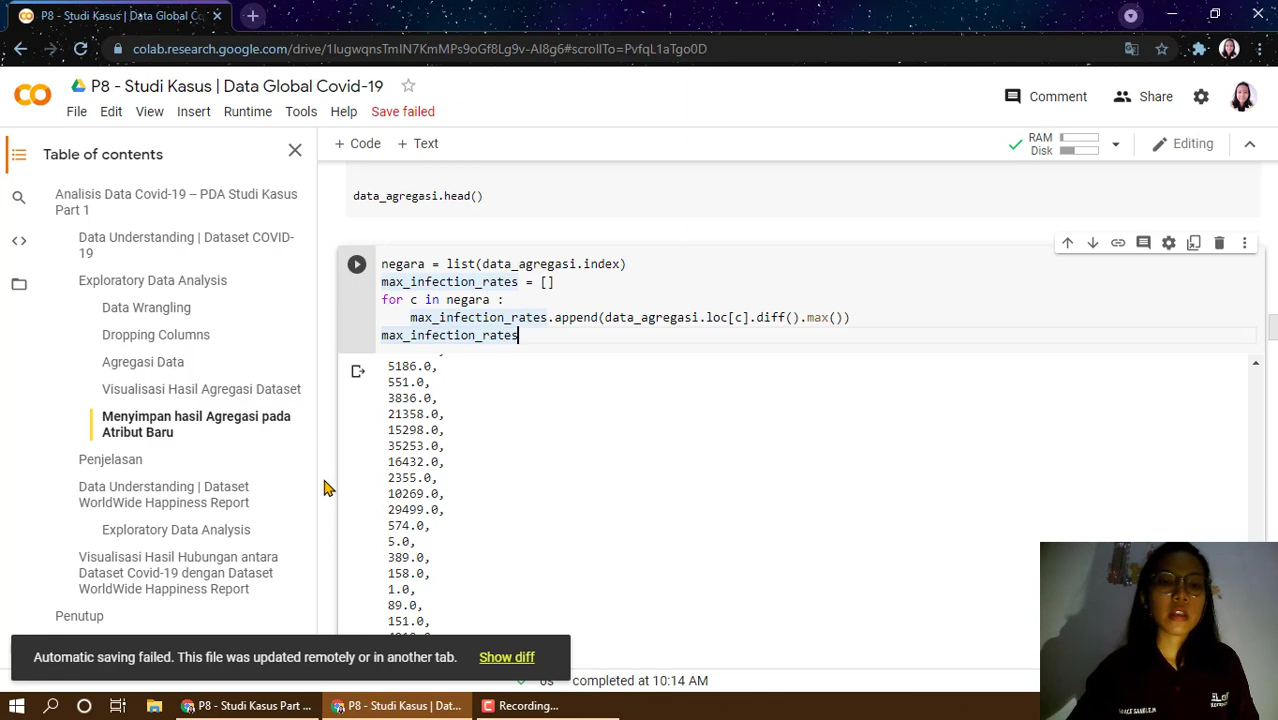 P8 - Studi Kasus | Data Global Co
colab.research.google.com/drive/1lugwqnsTmIN7KmMPs9oGf8Lg9v-AI8g6#scrollTo=PvfqL1aTgo0D
P8 - Studi Kasus | Data Global Covid-19
File Edit View Insert Runtime Tools Help Save failed
Comment Share
Table of contents
+ Code + Text
RAM
Disk
Editing
Analisis Data Covid-19 – PDA Studi Kasus
Part 1
Data Understanding | Dataset COVID-
19
Exploratory Data Analysis
Data Wrangling
Dropping Columns
Agregasi Data
Visualisasi Hasil Agregasi Dataset
Menyimpan hasil Agregasi pada
Atribut Baru
Penjelasan
Data Understanding | Dataset
WorldWide Happiness Report
Exploratory Data Analysis
Visualisasi Hasil Hubungan antara
Dataset Covid-19 dengan Dataset
WorldWide Happiness Report
Penutup
data_agregasi.head()
negara = list(data_agregasi.index)
max_infection_rates = []
for c in negara :
max_infection_rates.append(data_agregasi.loc[c].diff().max())
max_infection_rates
5186.0,
551.0,
3836.0,
21358.0,
15298.0,
35253.0,
16432.0,
2355.0,
10269.0,
29499.0,
574.0,
5.0,
389.0,
158.0,
1.0,
89.0,
151.0,
Automatic saving failed. This file was updated remotely or in another tab. Show diff
6s completed at 10:14 AM
P8 - Studi Kasus Part ...
P8 - Studi Kasus | Dat...
Recording...